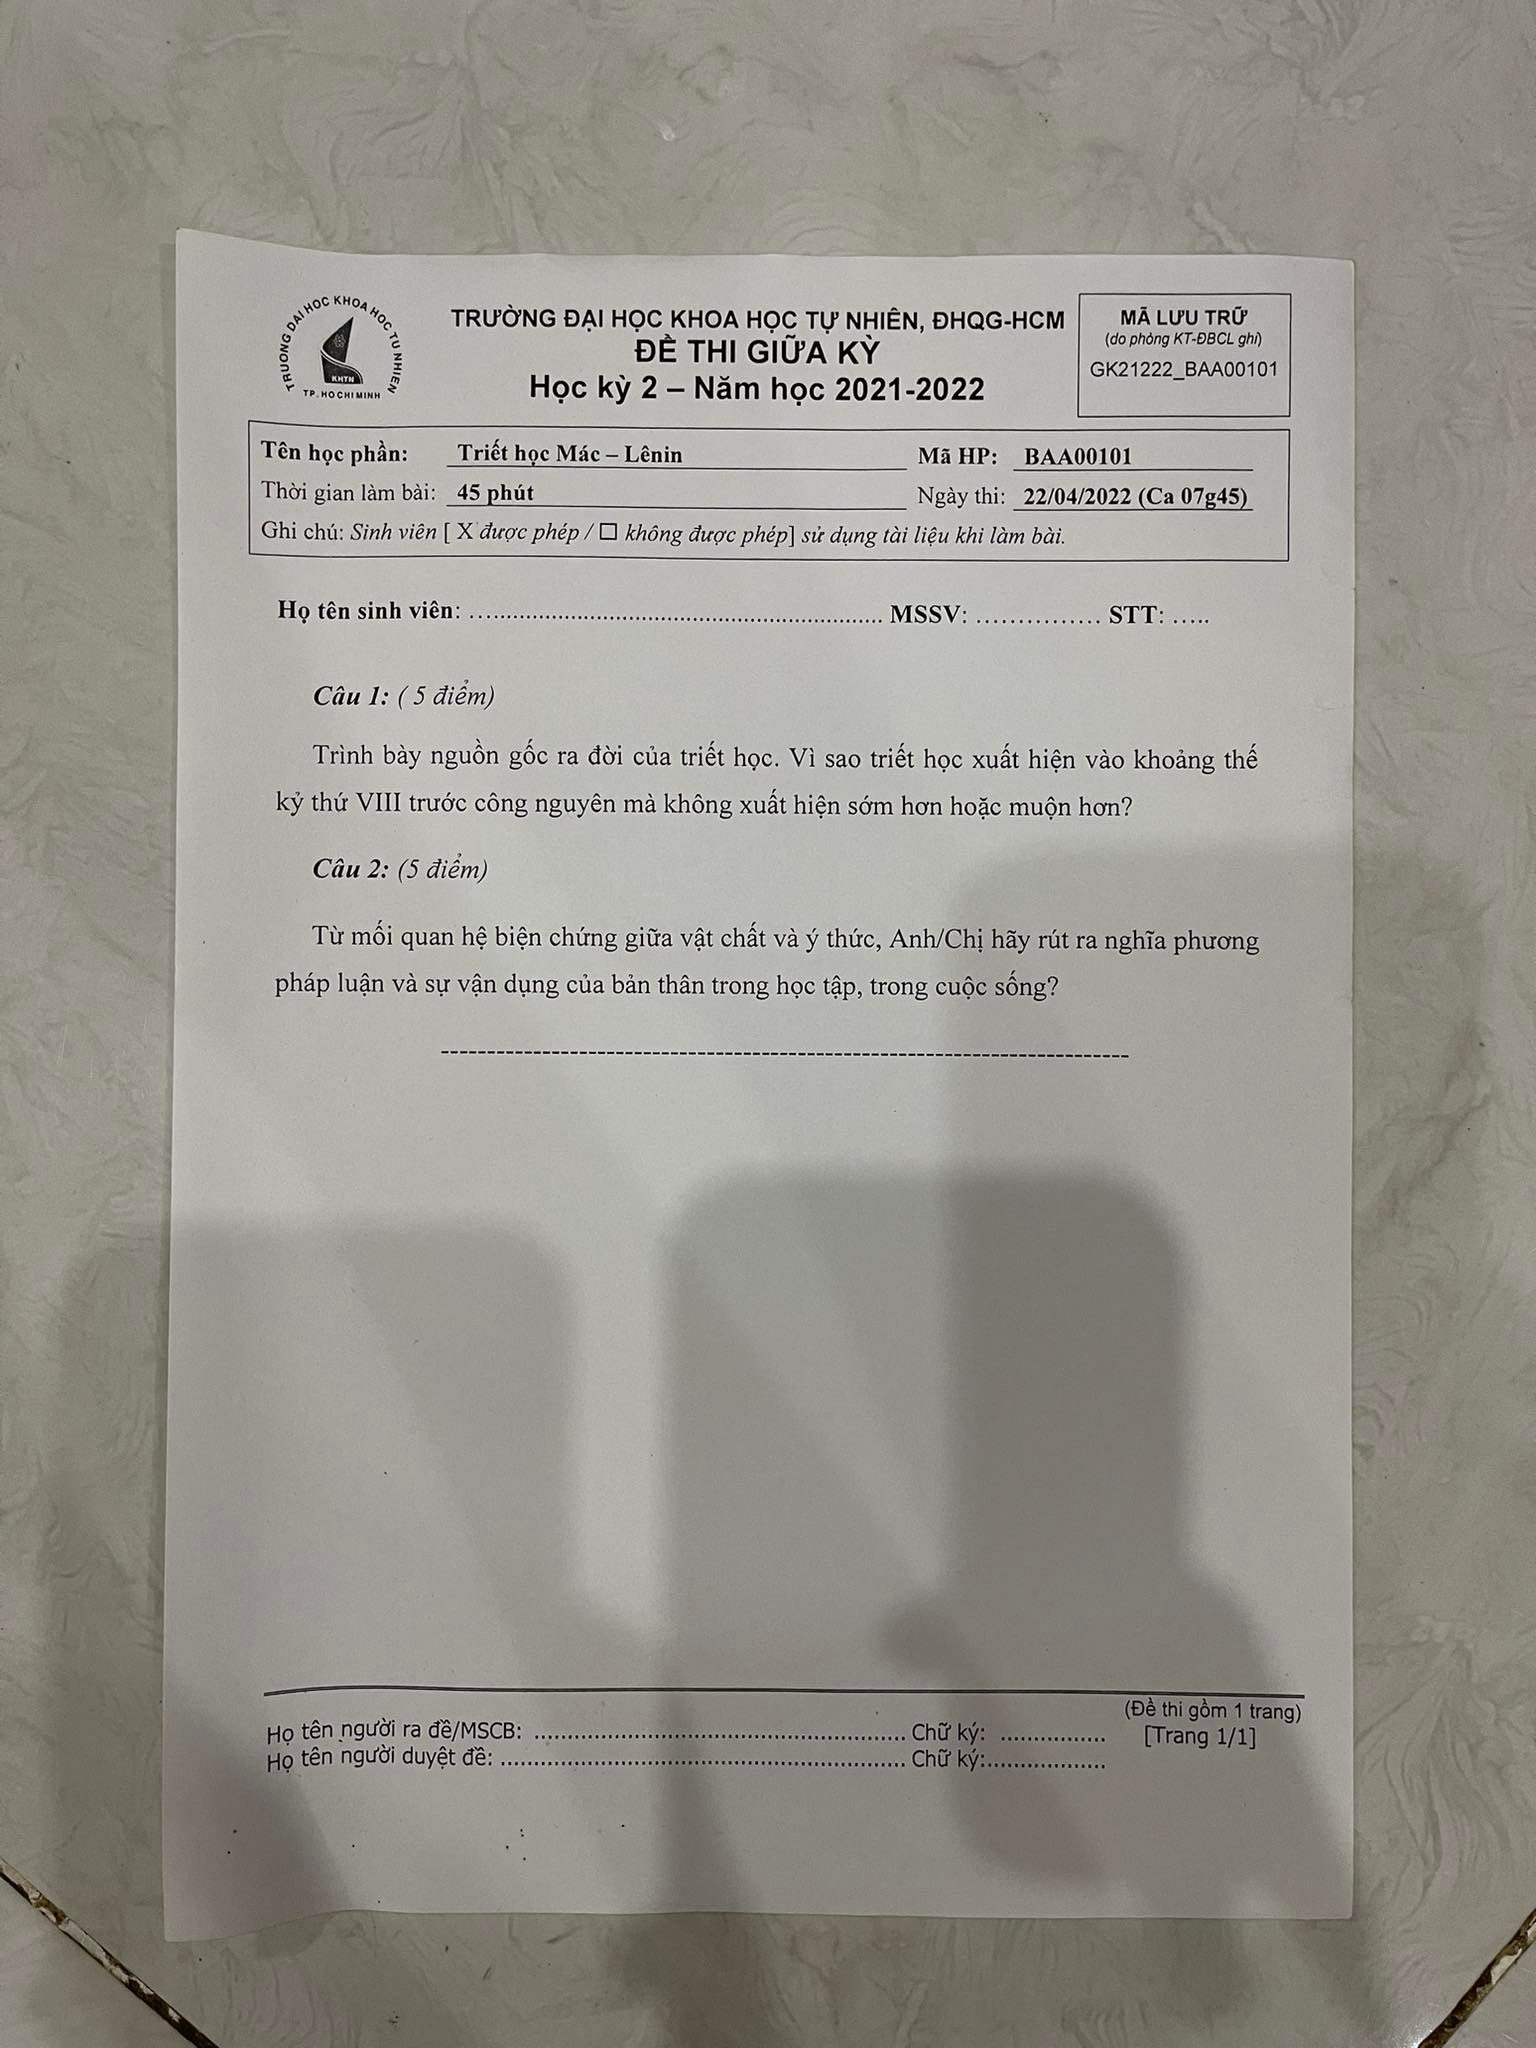 TRƯỜNG ĐẠI HỌC KHOA HỌC TỰ NHIÊN
KHTN
TP. HO CHI MINH
TRƯỜNG ĐẠI HỌC KHOA HỌC TỰ NHIÊN, ĐHQG-HCM
ĐỀ THI GIỮA KỲ
Học kỳ 2 – Năm học 2021-2022
MÃ LƯU TRỮ
(do phòng KT-ĐBCL ghi)
GK21222_BAA00101
Tên học phần: Triết học Mác – Lênin Mã HP: BAA00101
Thời gian làm bài: 45 phút Ngày thi: 22/04/2022 (Ca 07g45)
Ghi chú: Sinh viên [ X được phép / ☐ không được phép] sử dụng tài liệu khi làm bài.
Họ tên sinh viên: ................................................................ MSSV: ............... STT: .....
Câu 1: ( 5 điểm)
Trình bày nguồn gốc ra đời của triết học. Vì sao triết học xuất hiện vào khoảng thế
kỷ thứ VIII trước công nguyên mà không xuất hiện sớm hơn hoặc muộn hơn?
Câu 2: (5 điểm)
Từ mối quan hệ biện chứng giữa vật chất và ý thức, Anh/Chị hãy rút ra nghĩa phương
pháp luận và sự vận dụng của bản thân trong học tập, trong cuộc sống?
(Đề thi gồm 1 trang)
Họ tên người ra đề/MSCB: ................................................................ Chữ ký: ................ [Trang 1/1]
Họ tên người duyệt đề: ................................................................ Chữ ký:..................